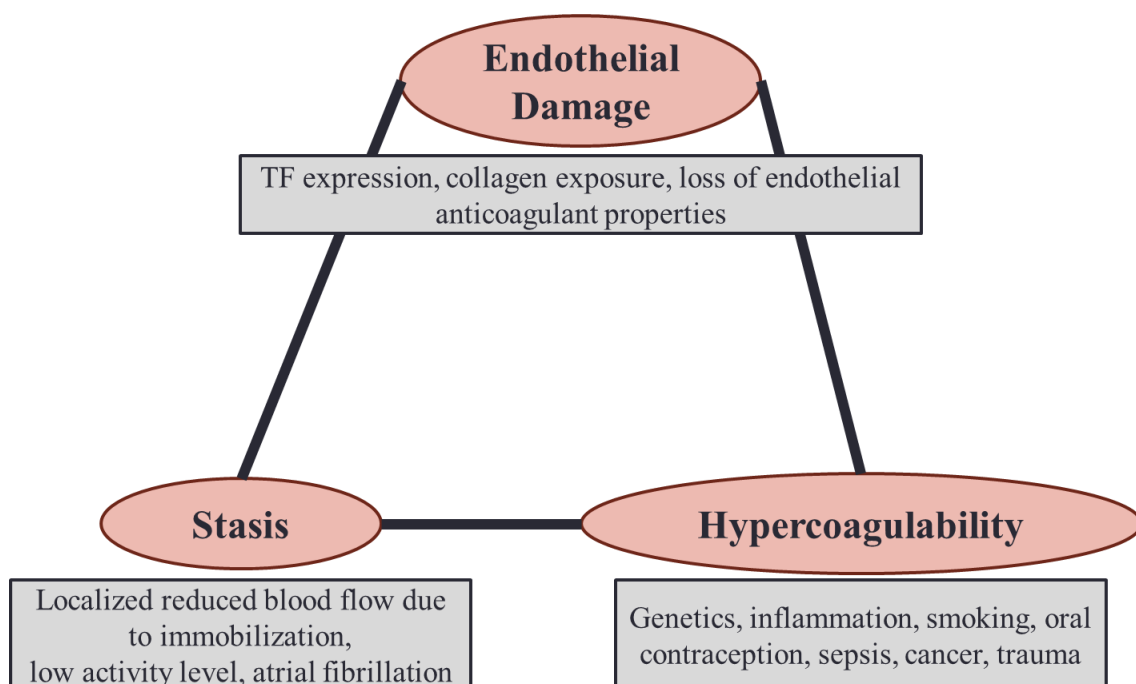 Endothelial
Damage
TF expression, collagen exposure, loss of endothelial
anticoagulant properties
Stasis
Hypercoagulability
Localized reduced blood flow due
to immobilization,
low activity level, atrial fibrillation
Genetics, inflammation, smoking, oral
contraception, sepsis, cancer, trauma